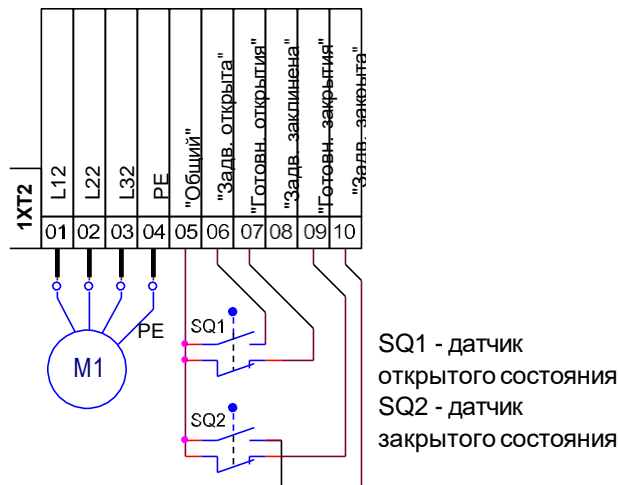 1XT2
L12
L22
L32
PE
"Общий"
"Задв. открыта"
"Готовн. открытия"
"Задв. заклинена"
"Готовн. закрытия"
"Задв. закрыта"
01 02 03 04 05 06 07 08 09 10
PE
M1
SQ1
SQ2
SQ1 - датчик
открытого состояния
SQ2 - датчик
закрытого состояния